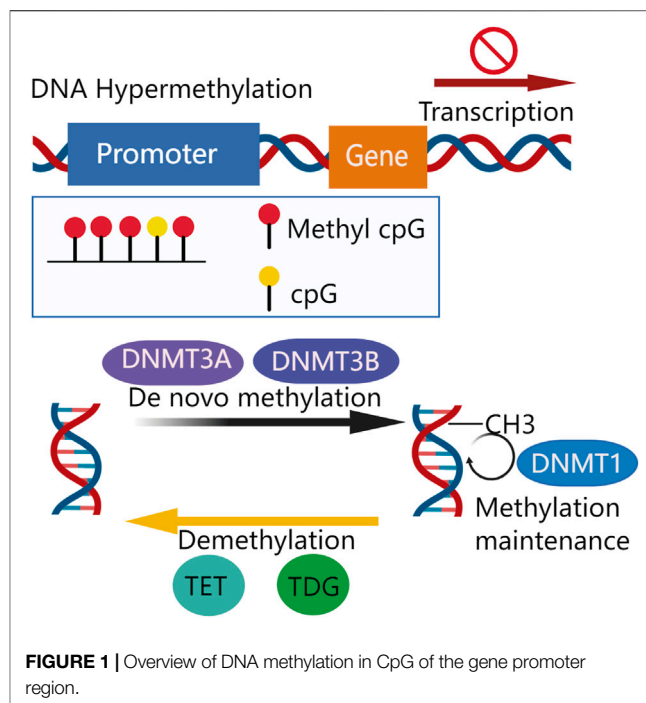 DNA Hypermethylation
Transcription
Promoter
Gene
Methyl cpG
cpG
DNMT3A
DNMT3B
De novo methylation
CH3
DNMT1
Methylation
maintenance
Demethylation
TET
TDG
FIGURE 1 | Overview of DNA methylation in CpG of the gene promoter
region.